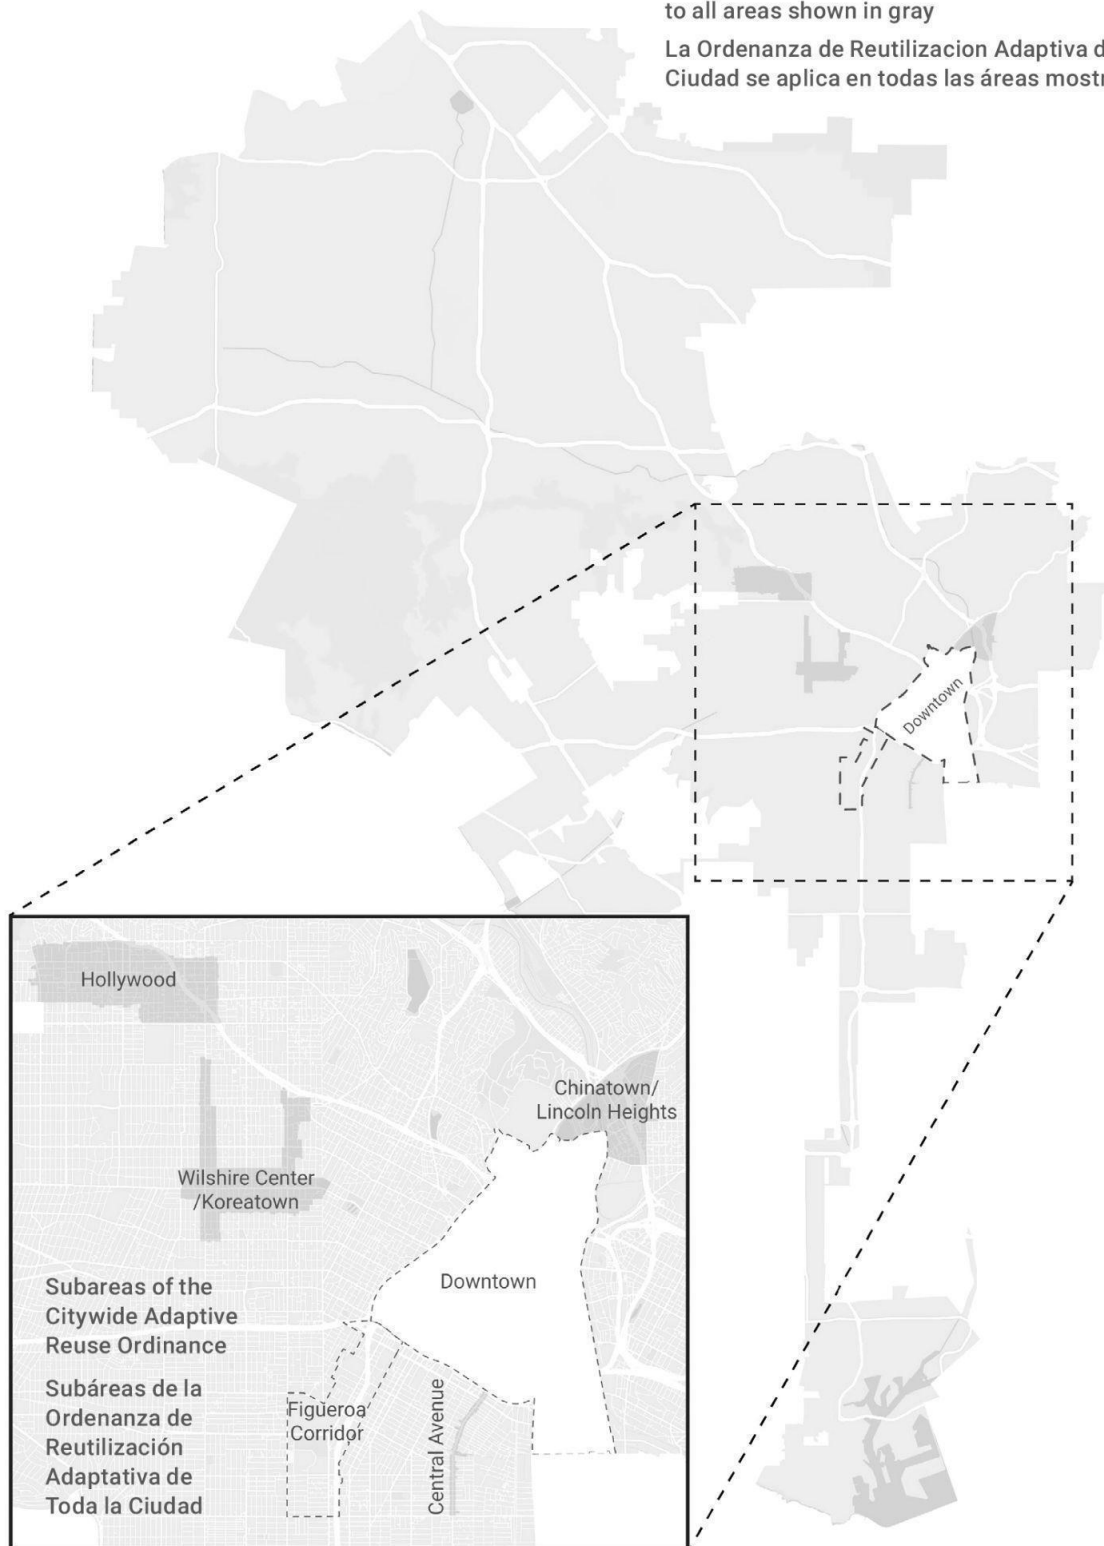 to all areas shown in gray
La Ordenanza de Reutilizacion Adaptiva d
Ciudad se aplica en todas las áreas mostr
Downtown
Hollywood
Chinatown/
Lincoln Heights
Wilshire Center
/Koreatown
Downtown
Subareas of the
Citywide Adaptive
Reuse Ordinance
Subáreas de la
Ordenanza de
Reutilización
Adaptativa de
Toda la Ciudad
Figueroa
Corridor
Central Avenue